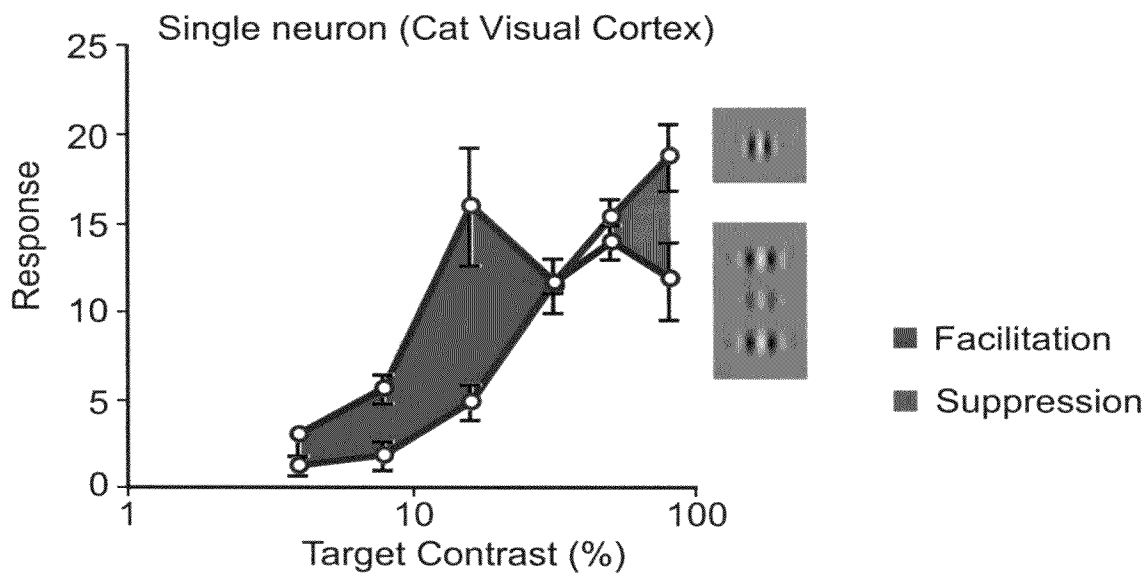 Single neuron (Cat Visual Cortex)
25
20
15
10
5
0
Response
1
10
100
Target Contrast (%)
Facilitation
Suppression